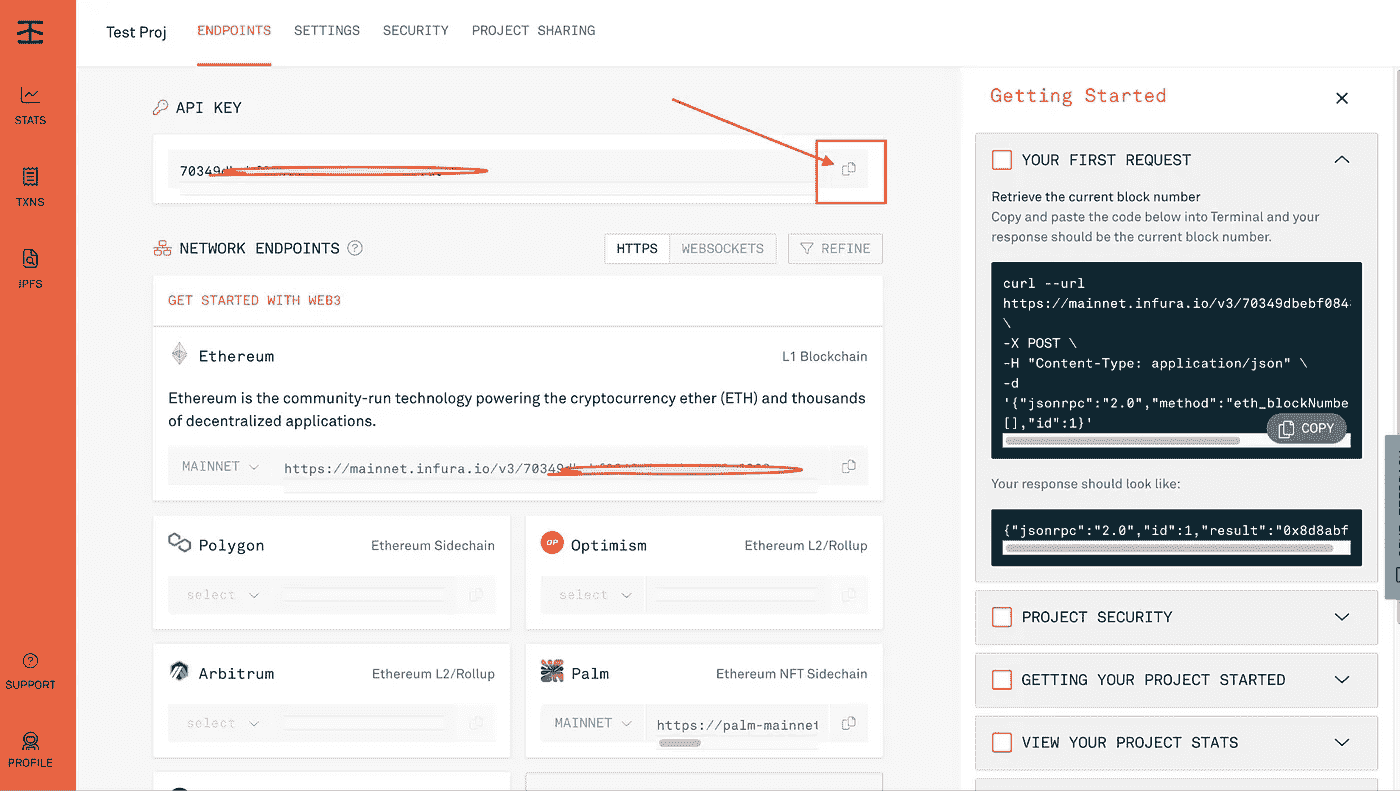 Test Proj
ENDPOINTS
SETTINGS
SECURITY
PROJECT SHARING
STATS
TXNS
IPFS
SUPPORT
PROFILE
API KEY
70349d
NETWORK ENDPOINTS
HTTPS
WEBSOCKETS
REFINE
GET STARTED WITH WEB3
Ethereum
L1 Blockchain
Ethereum is the community-run technology powering the cryptocurrency ether (ETH) and thousands
of decentralized applications.
MAINNET
https://mainnet.infura.io/v3/70349d
Polygon
Ethereum Sidechain
select
OP
Optimism
Ethereum L2/Rollup
select
Arbitrum
Ethereum L2/Rollup
select
Palm
Ethereum NFT Sidechain
MAINNET
https://palm-mainnet
Getting Started
YOUR FIRST REQUEST
Retrieve the current block number
Copy and paste the code below into Terminal and your
response should be the current block number.
curl --url
https://mainnet.infura.io/v3/70349dbebf084
\
-X POST \
-H "Content-Type: application/json" \
-d
'{"jsonrpc":"2.0","method":"eth_blockNumbe
[],"id":1}'
COPY
Your response should look like:
{"jsonrpc":"2.0","id":1,"result":"0x8d8abf
PROJECT SECURITY
GETTING YOUR PROJECT STARTED
VIEW YOUR PROJECT STATS